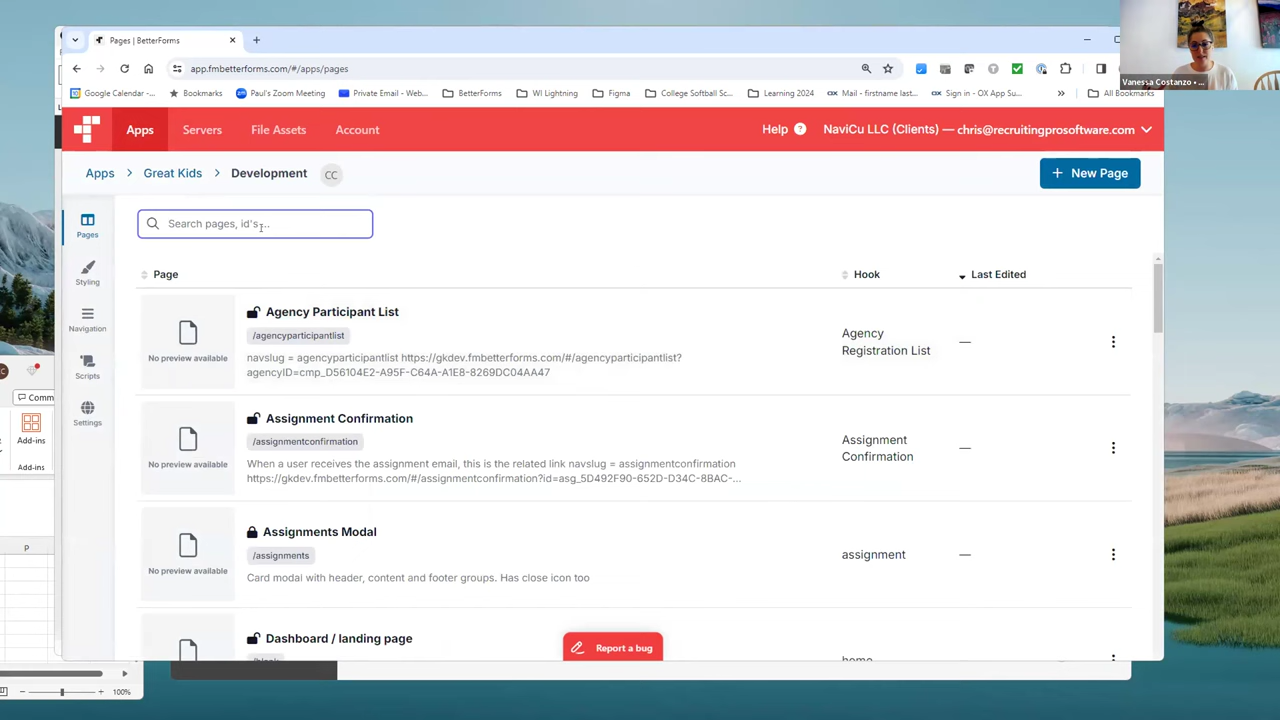 Pages | BetterForms
app.fmbetterforms.com/#/apps/pages
Google Calendar -...
Bookmarks
Paul's Zoom Meeting
Private Email - Web...
BetterForms
WI Lightning
Figma
College Softball Sc...
Learning 2024
Mail - firstname last...
Sign in - OX App Su...
All Bookmarks
Vanessa Costanzo
Apps
Servers
File Assets
Account
Help
NaviCu LLC (Clients) — chris@recruitingprosoftware.com
Apps > Great Kids > Development
CC
+ New Page
Pages
Styling
Navigation
Scripts
Settings
Search pages, id's...
Page
Hook
Last Edited
No preview available
Agency Participant List
/agencyparticipantlist
navslug = agencyparticipantlist https://gkdev.fmbetterforms.com/#/agencyparticipantlist?
agencyID=cmp_D56104E2-A95F-C64A-A1E8-8269DC04AA47
Agency
Registration List
—
No preview available
Assignment Confirmation
/assignmentconfirmation
When a user receives the assignment email, this is the related link navslug = assignmentconfirmation
https://gkdev.fmbetterforms.com/#/assignmentconfirmation?id=asg_5D492F90-652D-D34C-8BAC-...
Assignment
Confirmation
—
No preview available
Assignments Modal
/assignments
Card modal with header, content and footer groups. Has close icon too
assignment
—
Dashboard / landing page
home
Report a bug
Comm
Add-ins
Add-ins
P
100%